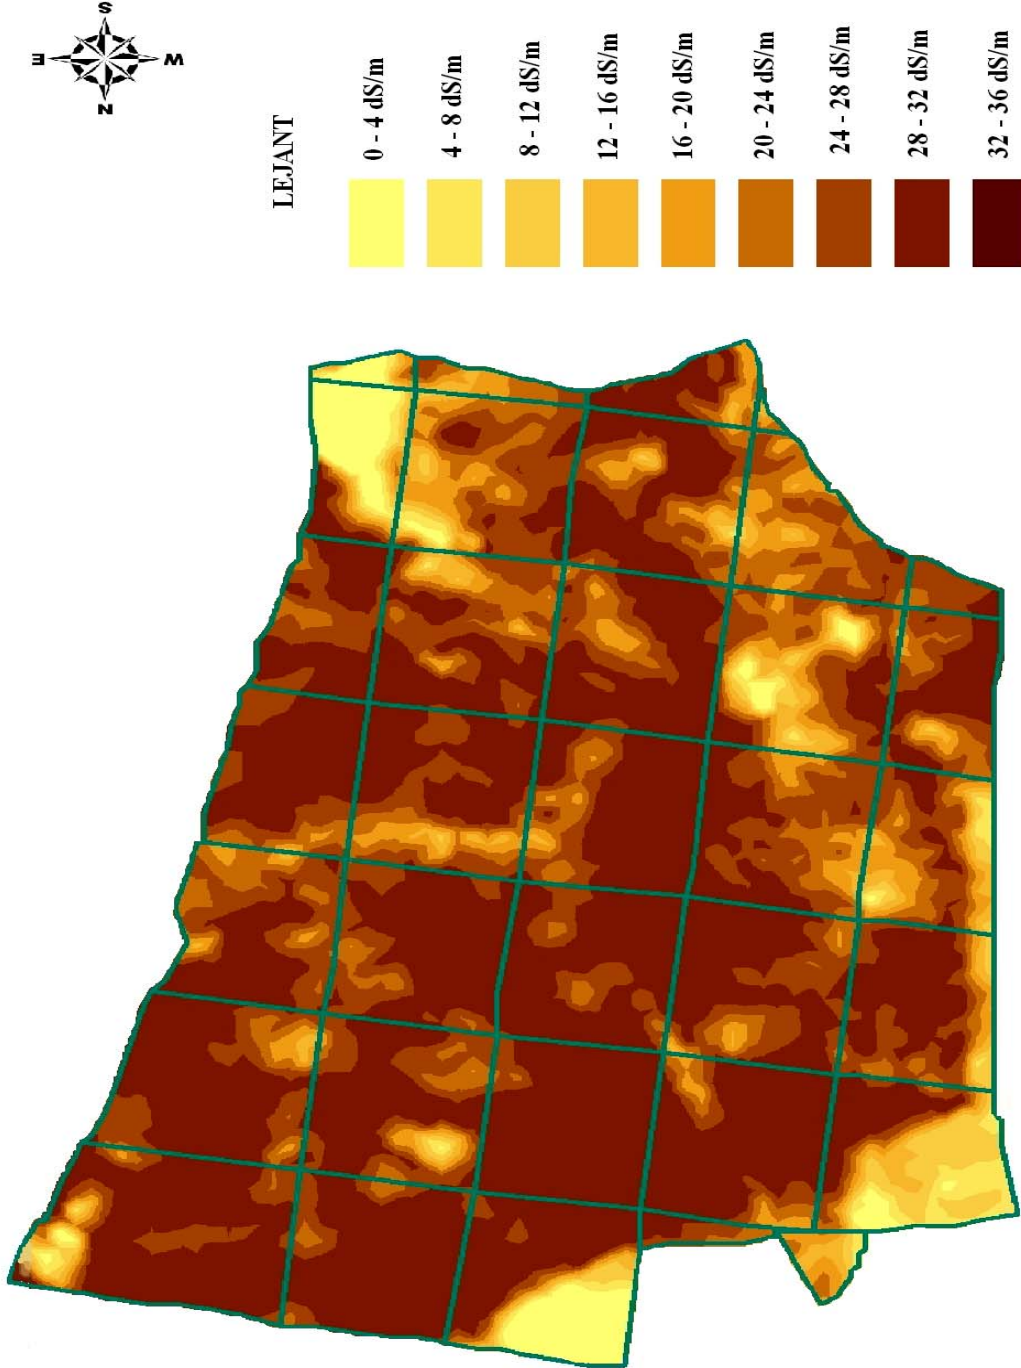 S
E
W
N
LEJANT
0 - 4 dS/m
4 - 8 dS/m
8 - 12 dS/m
12 - 16 dS/m
16 - 20 dS/m
20 - 24 dS/m
24 - 28 dS/m
28 - 32 dS/m
32 - 36 dS/m